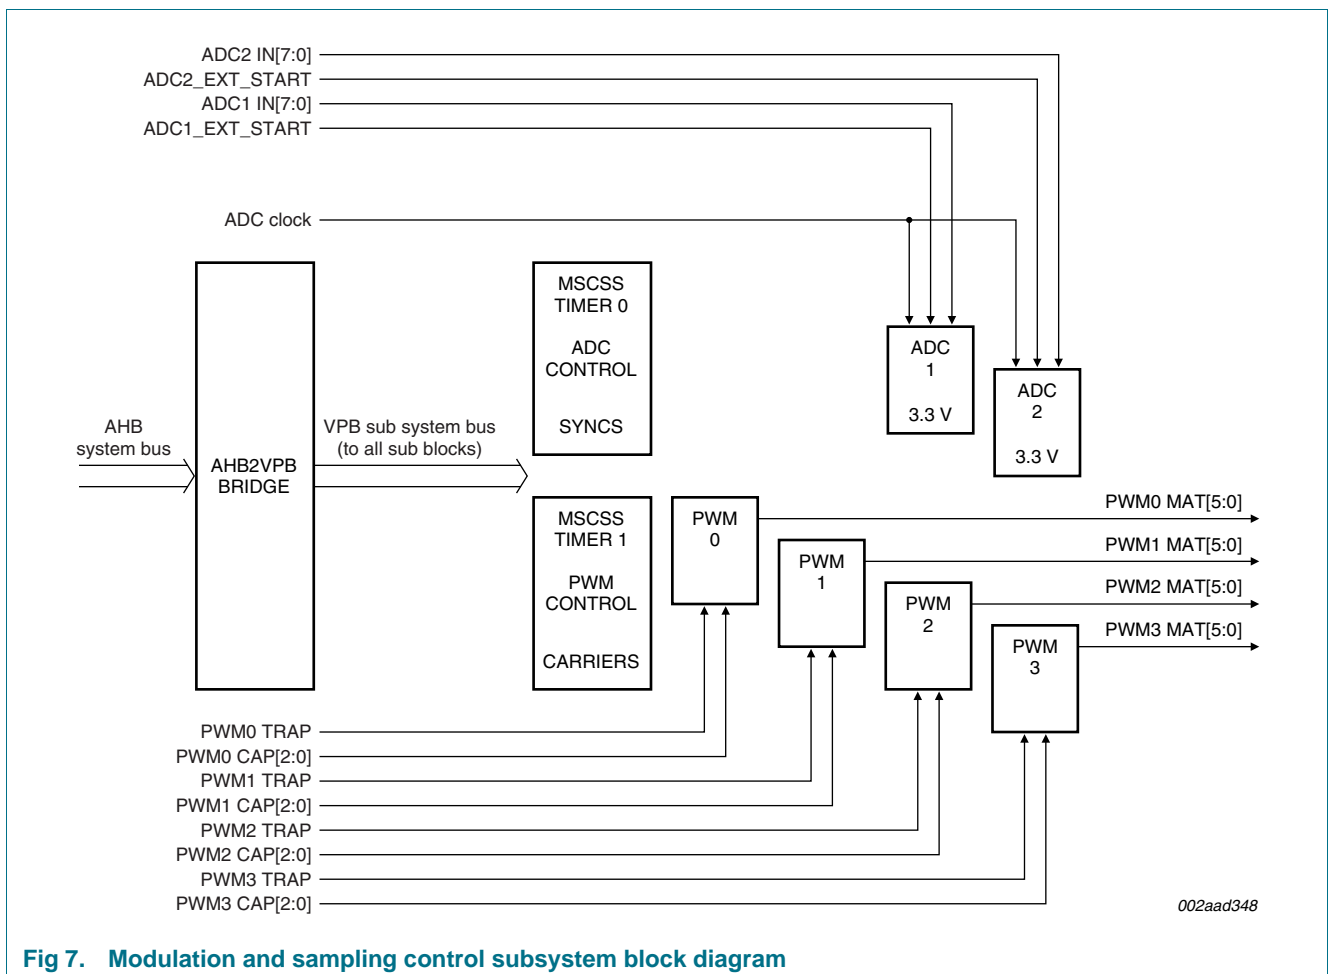 ADC2 IN[7:0]
ADC2_EXT_START
ADC1 IN[7:0]
ADC1_EXT_START
ADC clock
MSCSS
TIMER 0
ADC
CONTROL
SYNCS
ADC
1
3.3 V
ADC
2
3.3 V
AHB
system bus
AHB2VPB
BRIDGE
VPB sub system bus
(to all sub blocks)
MSCSS
TIMER 1
PWM
CONTROL
CARRIERS
PWM
0
PWM
1
PWM
2
PWM
3
PWM0 MAT[5:0]
PWM1 MAT[5:0]
PWM2 MAT[5:0]
PWM3 MAT[5:0]
PWM0 TRAP
PWM0 CAP[2:0]
PWM1 TRAP
PWM1 CAP[2:0]
PWM2 TRAP
PWM2 CAP[2:0]
PWM3 TRAP
PWM3 CAP[2:0]
002aad348
Fig 7. Modulation and sampling control subsystem block diagram